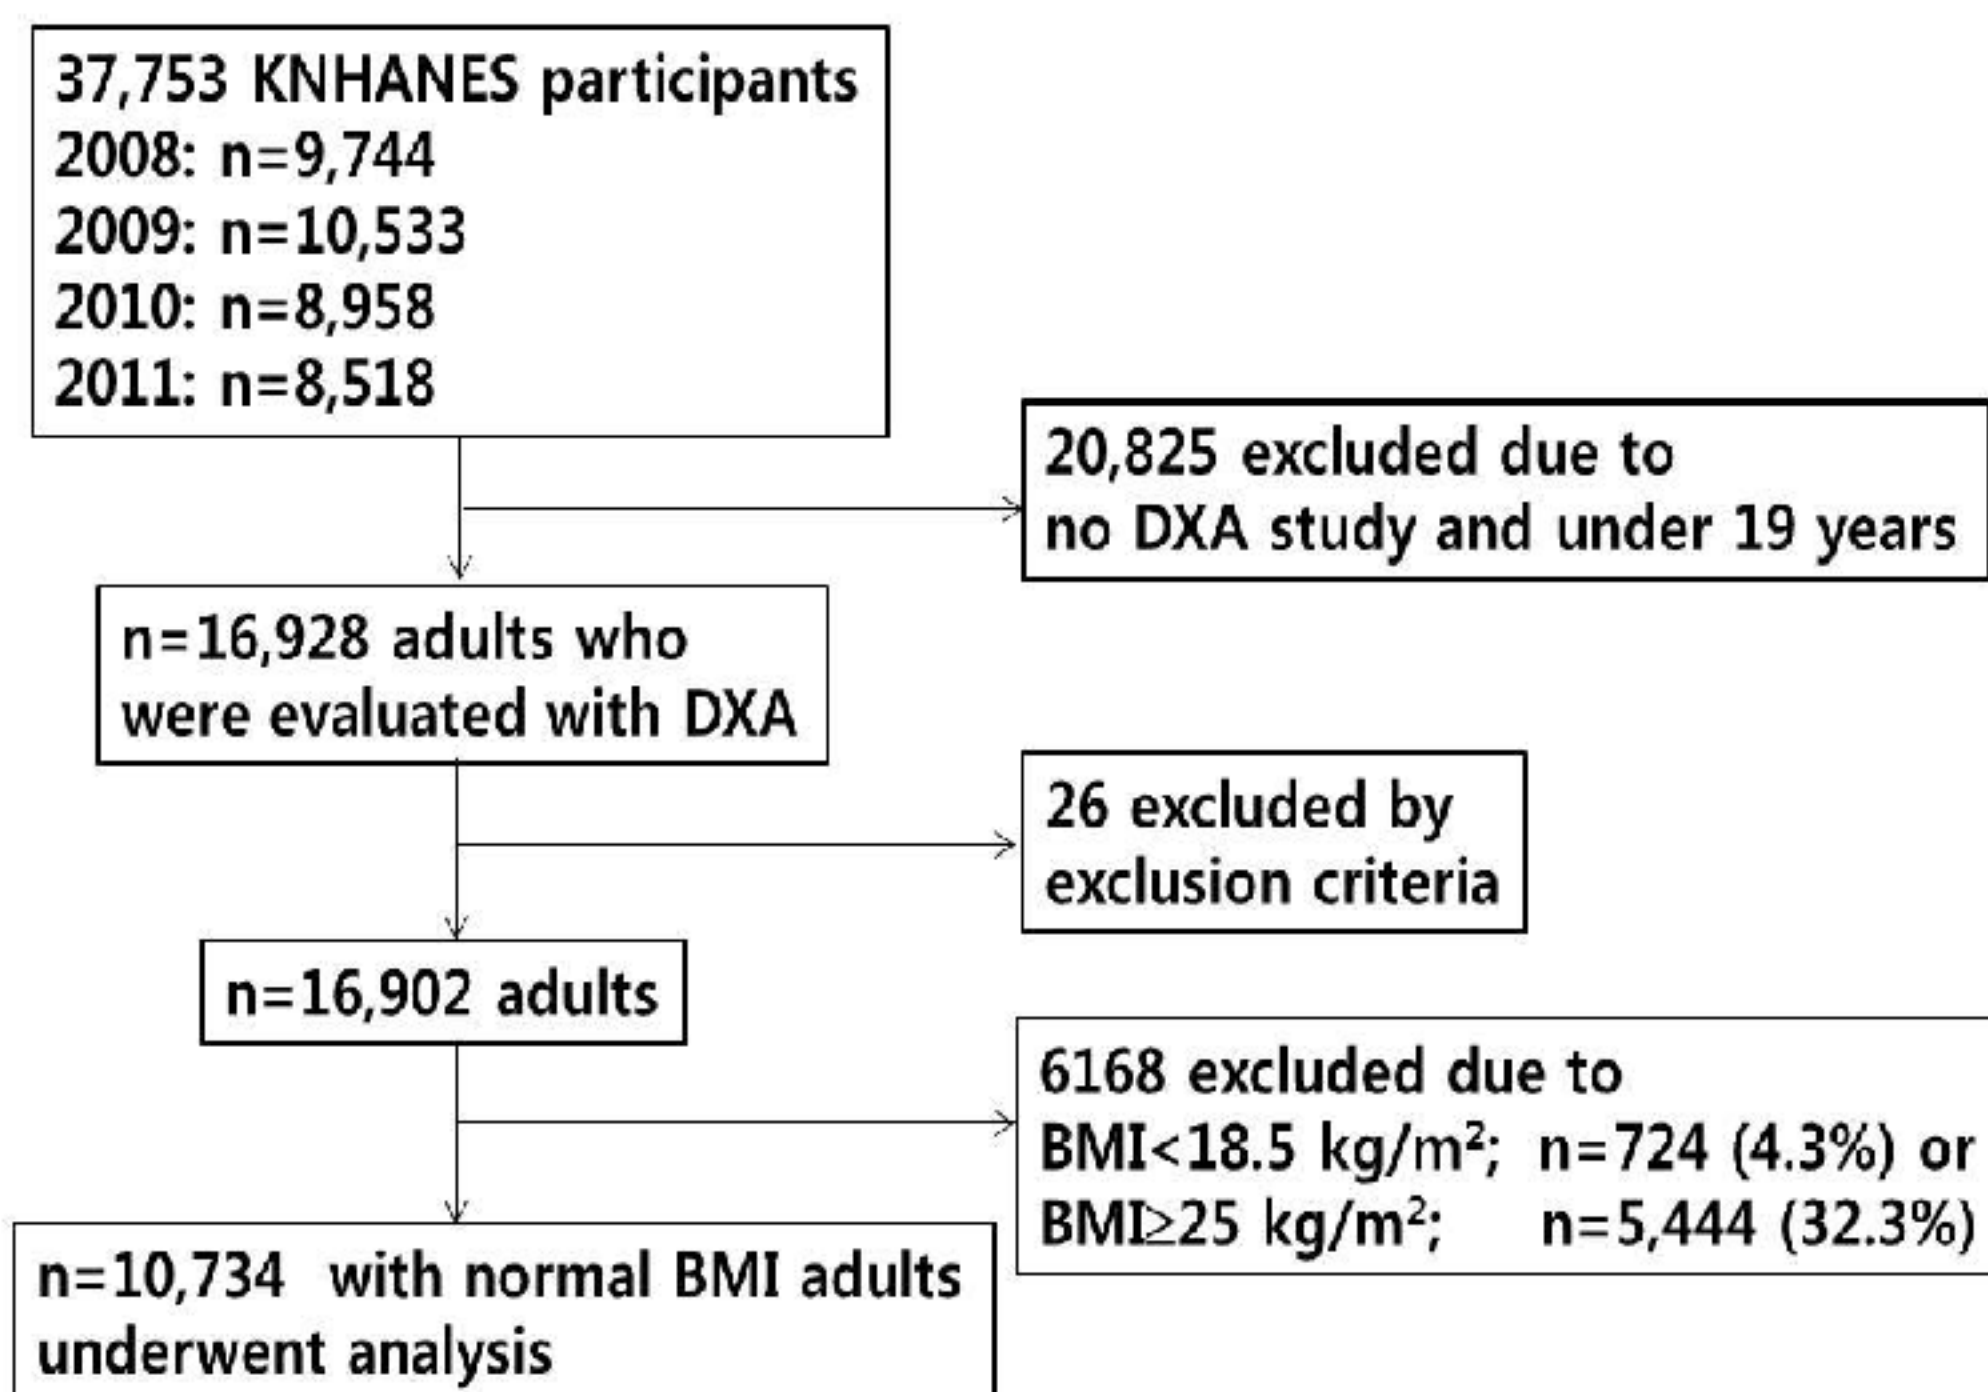 37,753 KNHANES participants
2008: n=9,744
2009: n=10,533
2010: n=8,958
2011: n=8,518
20,825 excluded due to
no DXA study and under 19 years
n=16,928 adults who
were evaluated with DXA
26 excluded by
exclusion criteria
n=16,902 adults
6168 excluded due to
BMI<18.5 kg/m²; n=724 (4.3%) or
BMI≥25 kg/m²; n=5,444 (32.3%)
n=10,734 with normal BMI adults
underwent analysis